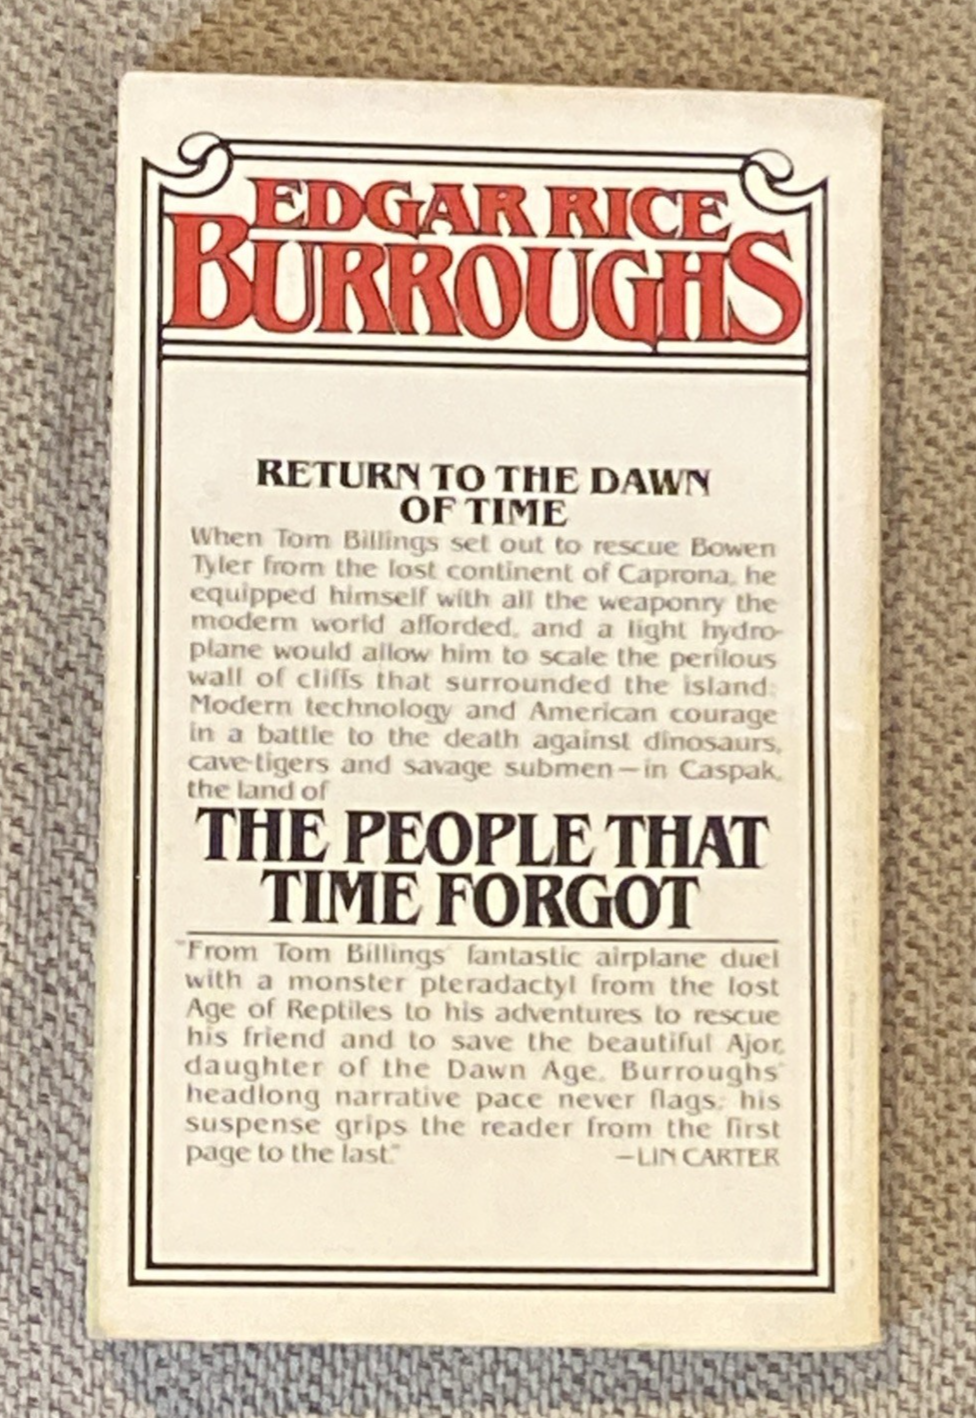 EDGAR RICE
BURROUGHS
RETURN TO THE DAWN
OF TIME
When Tom Billings set out to rescue Bowen
Tyler from the lost continent of Caprona, he
equipped himself with all the weaponry the
modern world afforded, and a light hydro-
plane would allow him to scale the perilous
wall of cliffs that surrounded the island:
Modern technology and American courage
in a battle to the death against dinosaurs,
cave-tigers and savage submen—in Caspak,
the land of
THE PEOPLE THAT
TIME FORGOT
"From Tom Billings' fantastic airplane duel
with a monster pteradactyl from the lost
Age of Reptiles to his adventures to rescue
his friend and to save the beautiful Ajor,
daughter of the Dawn Age, Burroughs'
headlong narrative pace never flags; his
suspense grips the reader from the first
page to the last." —LIN CARTER